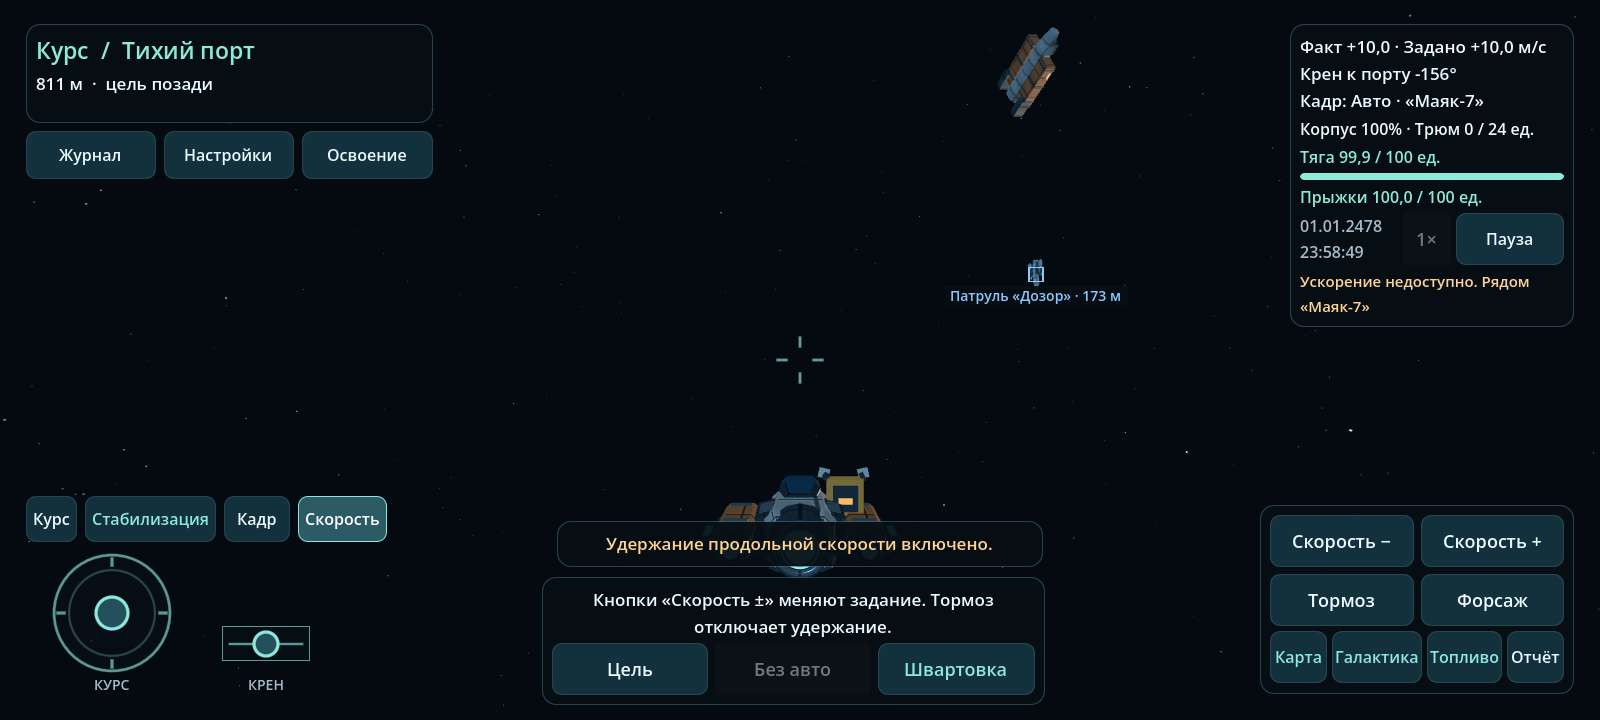 Курс / Тихий порт
811 м · цель позади
Журнал
Настройки
Освоение
Факт +10,0 · Задано +10,0 м/с
Крен к порту -156°
Кадр: Авто · «Маяк-7»
Корпус 100% · Трюм 0 / 24 ед.
Тяга 99,9 / 100 ед.
Прыжки 100,0 / 100 ед.
01.01.2478
23:58:49
1×
Пауза
Ускорение недоступно. Рядом
«Маяк-7»
Патруль «Дозор» · 173 м
Курс
Стабилизация
Кадр
Скорость
КУРС
КРЕН
Удержание продольной скорости включено.
Кнопки «Скорость ±» меняют задание. Тормоз
отключает удержание.
Цель
Без авто
Швартовка
Скорость −
Скорость +
Тормоз
Форсаж
Карта
Галактика
Топливо
Отчёт